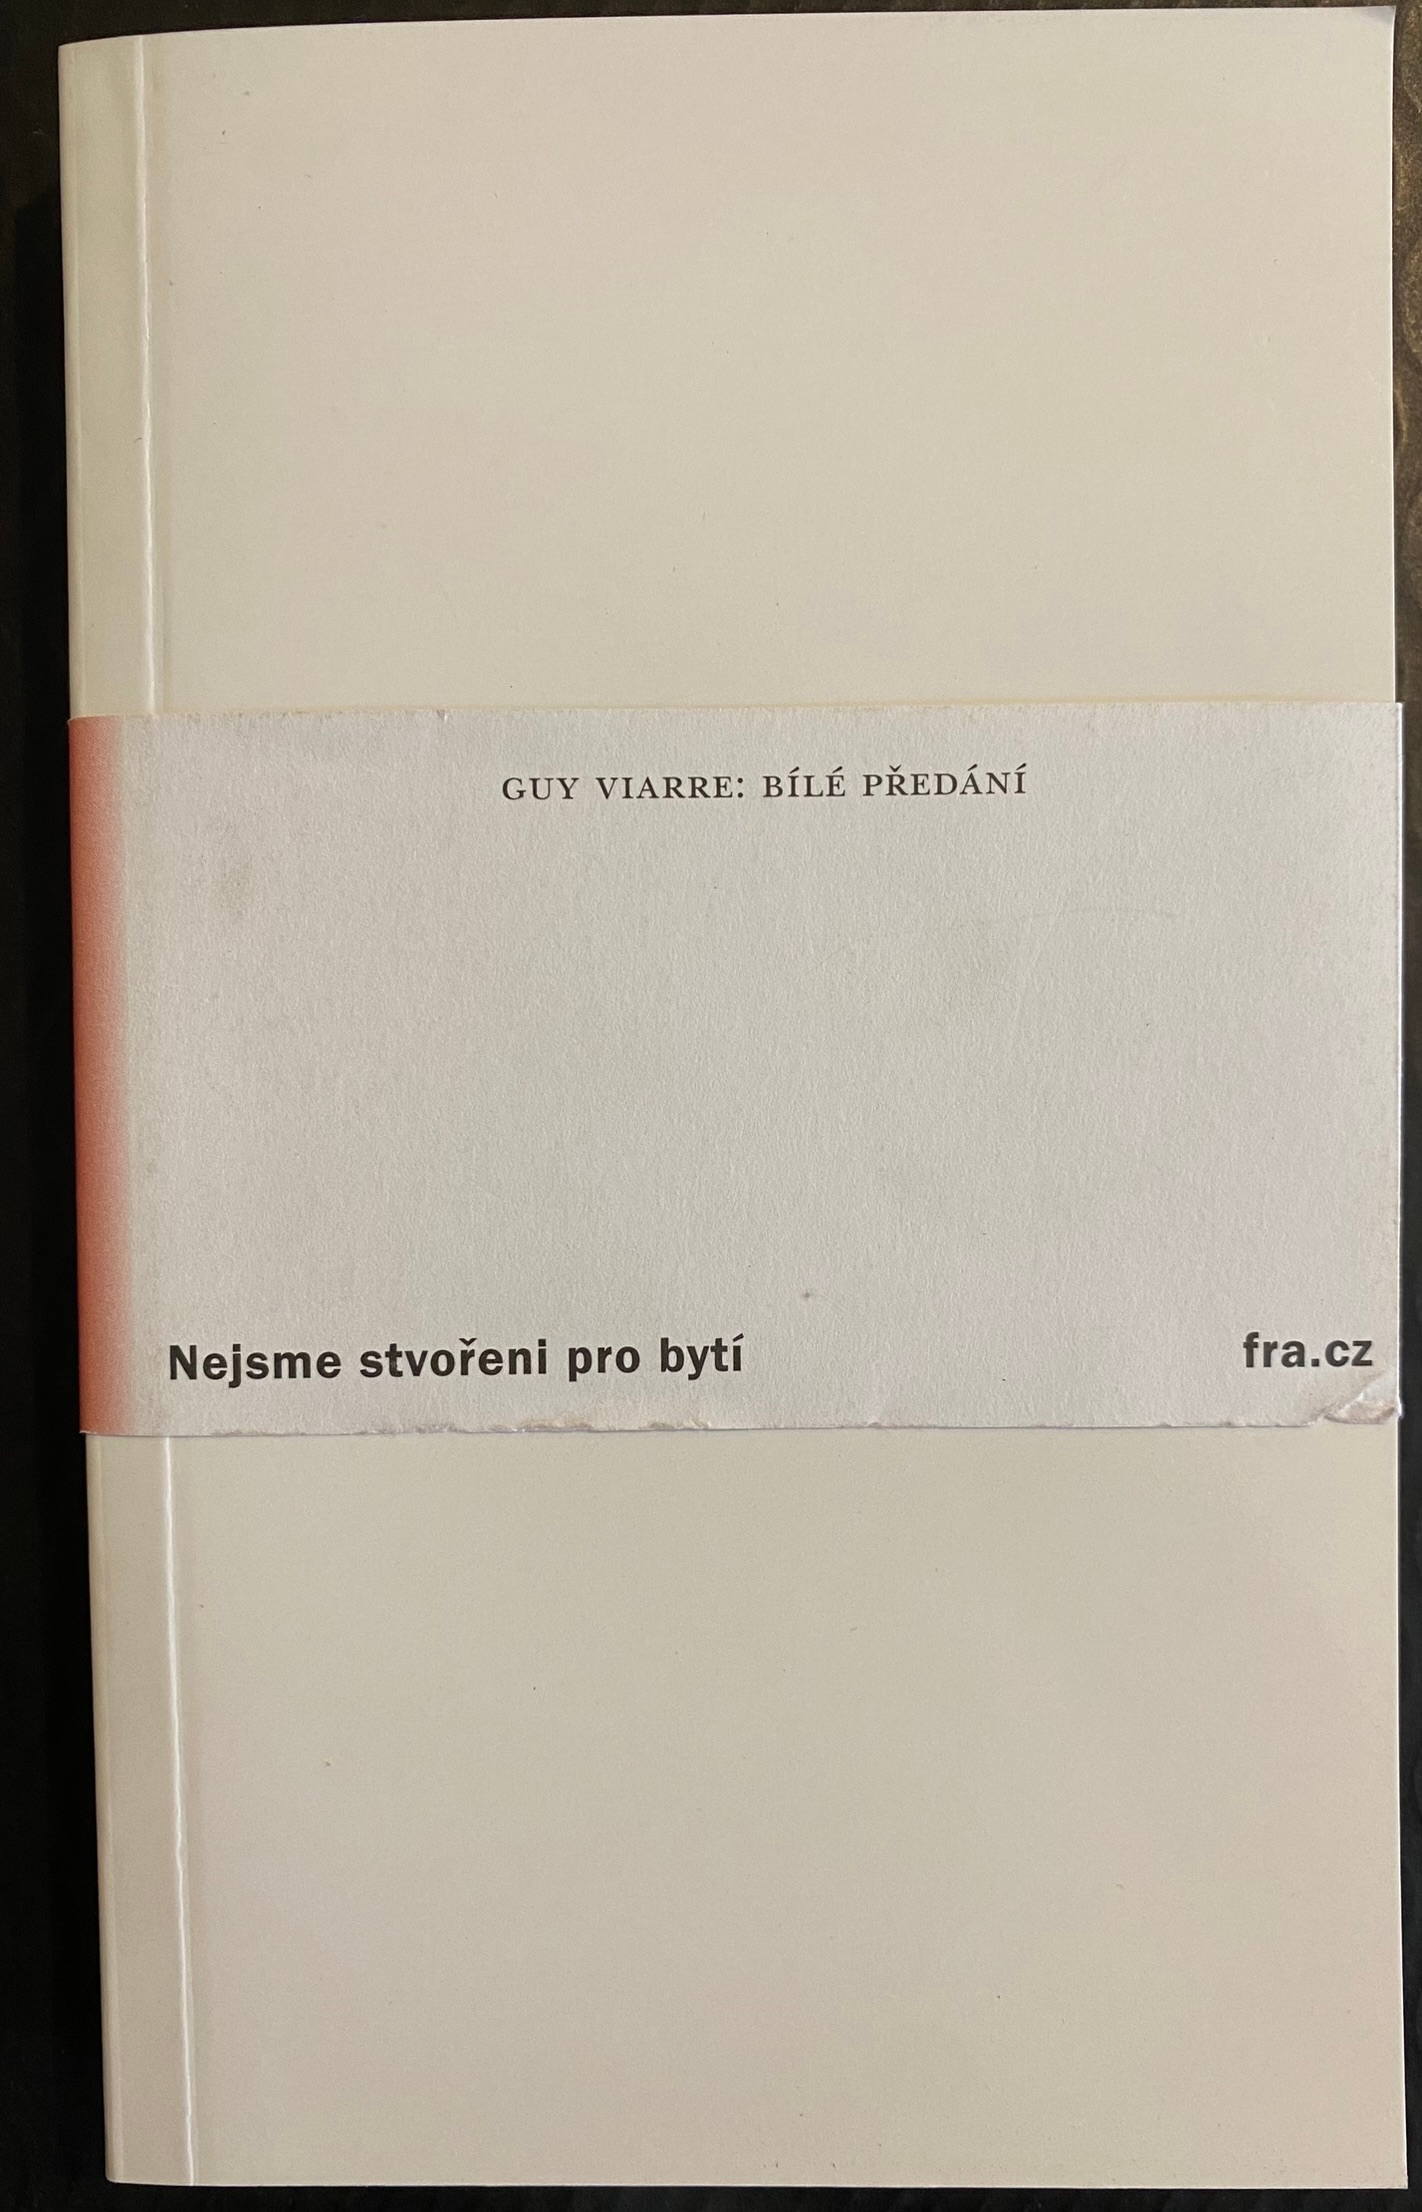 GUY VIARRE: BÍLÉ PŘEDÁNÍ
Nejsme stvořeni pro bytí
fra.cz